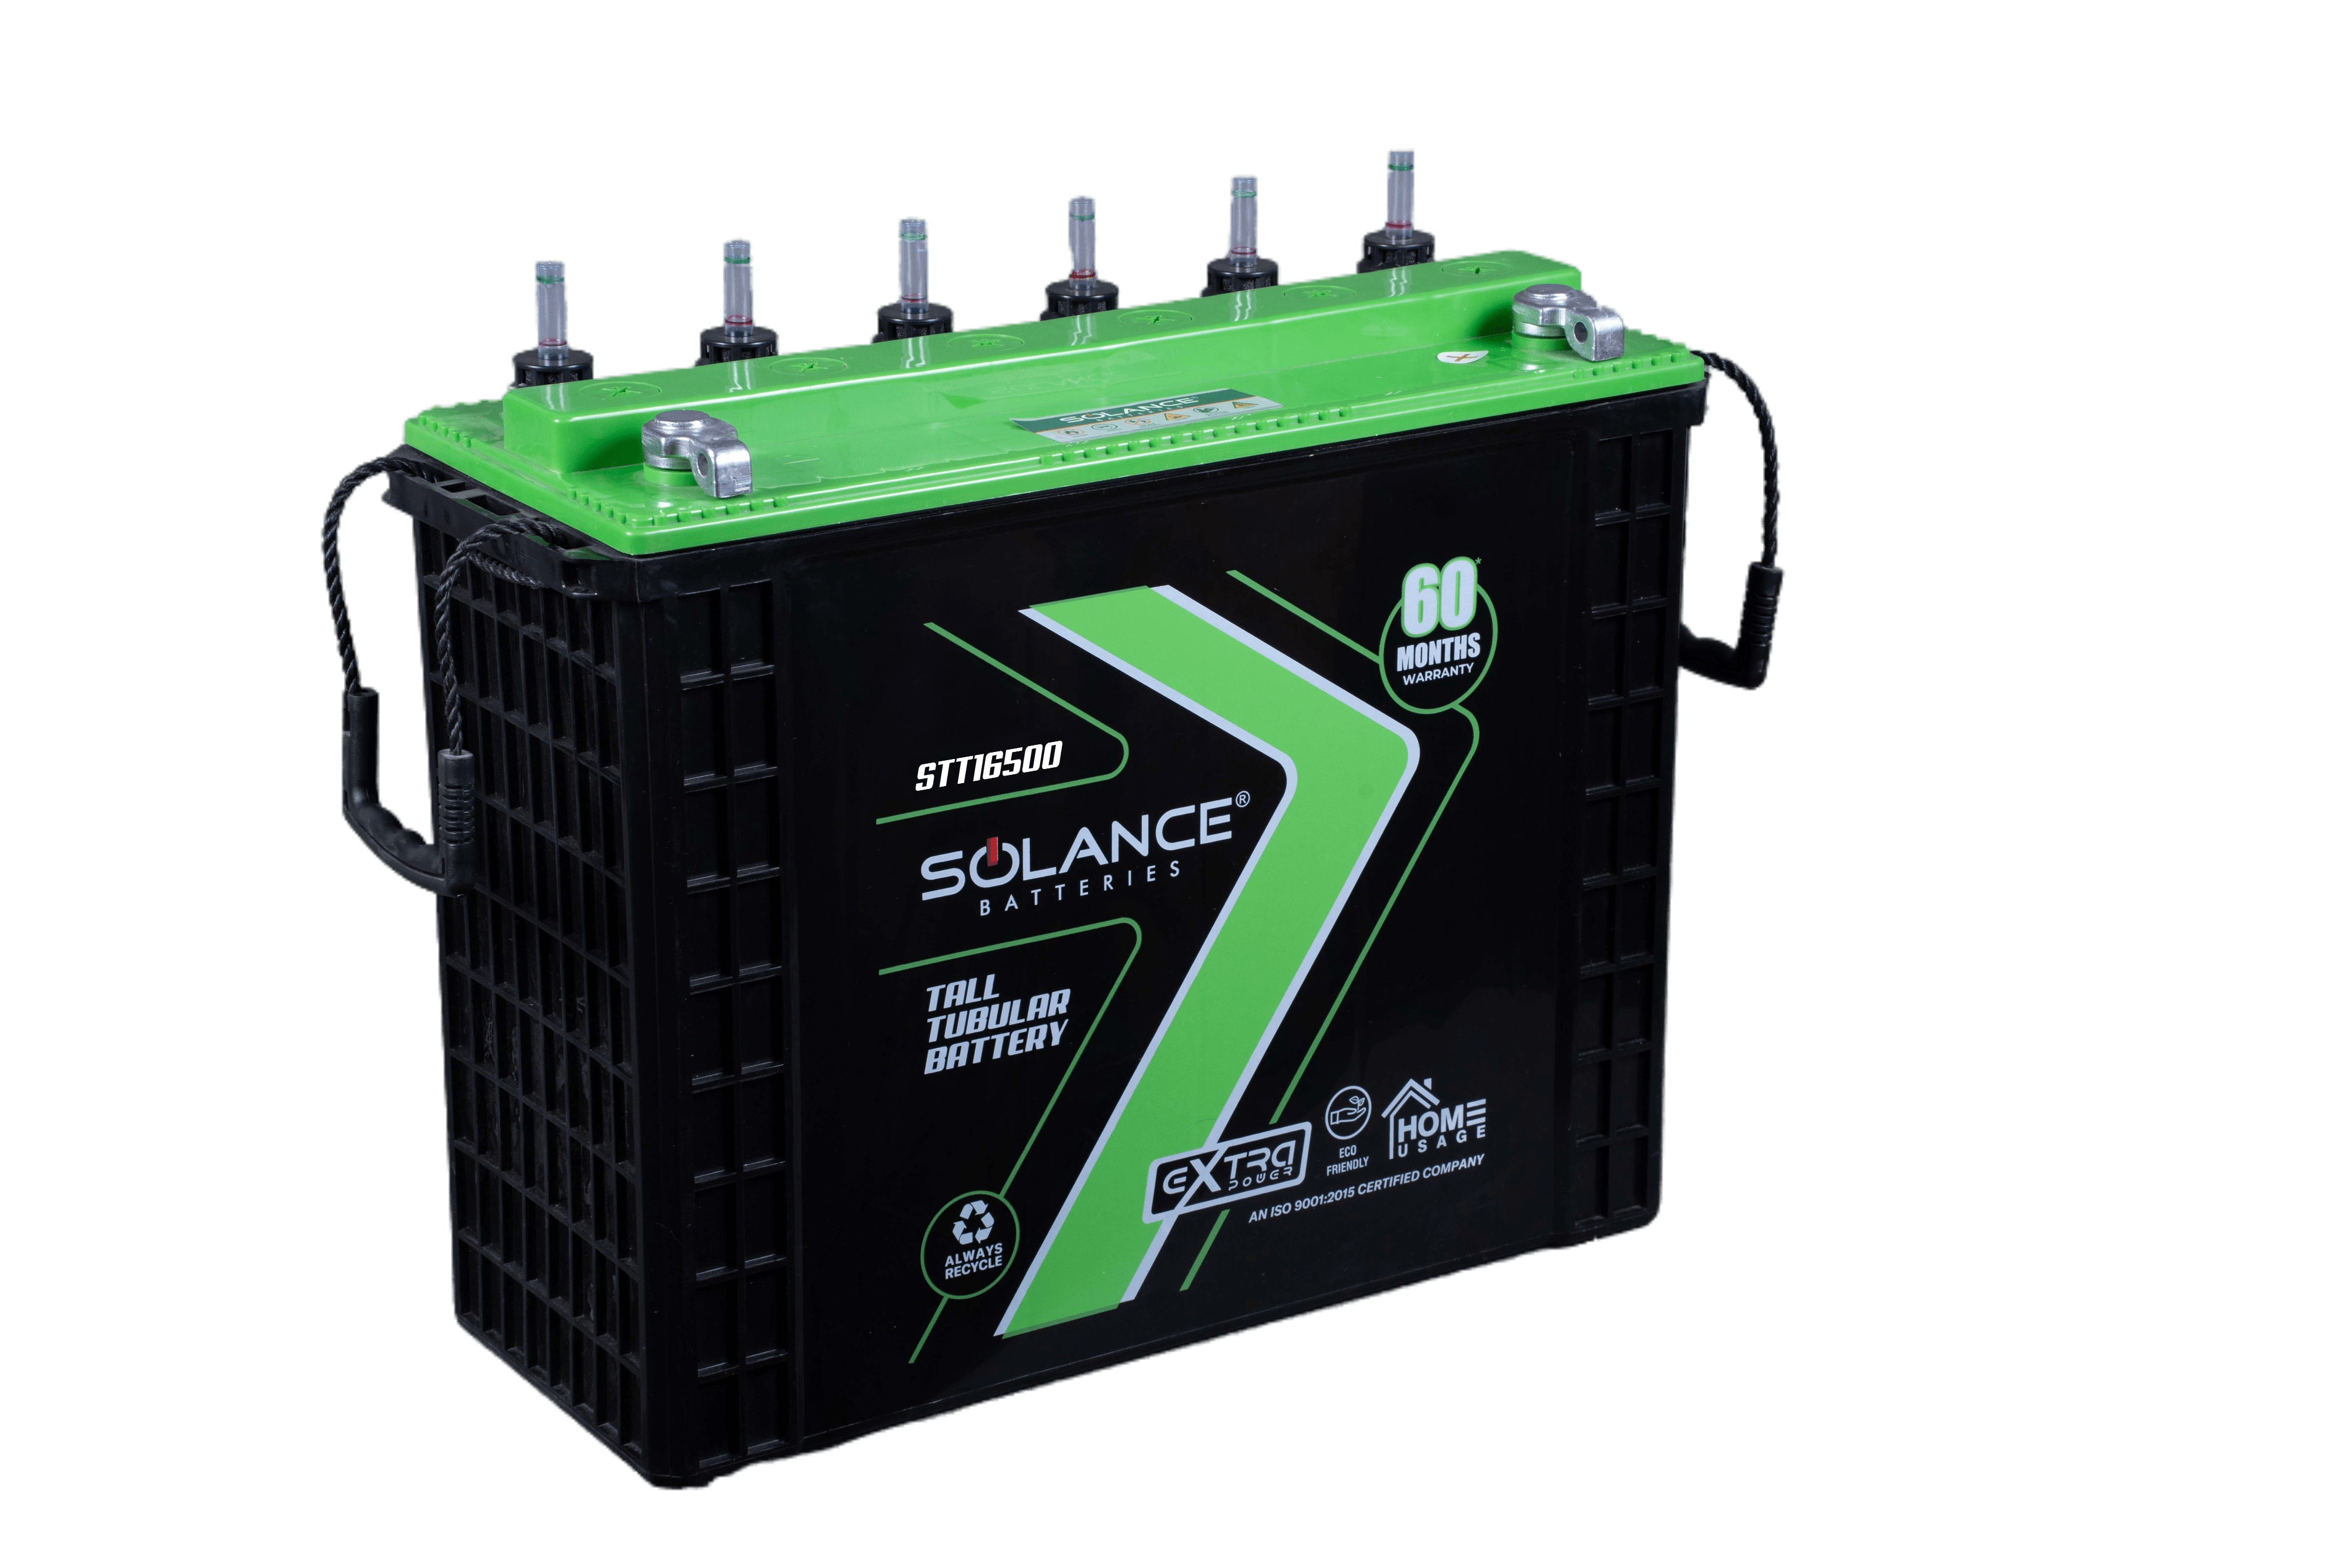 SOLANCE
60*
MONTHS
WARRANTY
STT16500
SOLANCE®
BATTERIES
TALL
TUBULAR
BATTERY
EXTRA
POWER
ECO
FRIENDLY
HOME
USAGE
AN ISO 9001:2015 CERTIFIED COMPANY
ALWAYS
RECYCLE